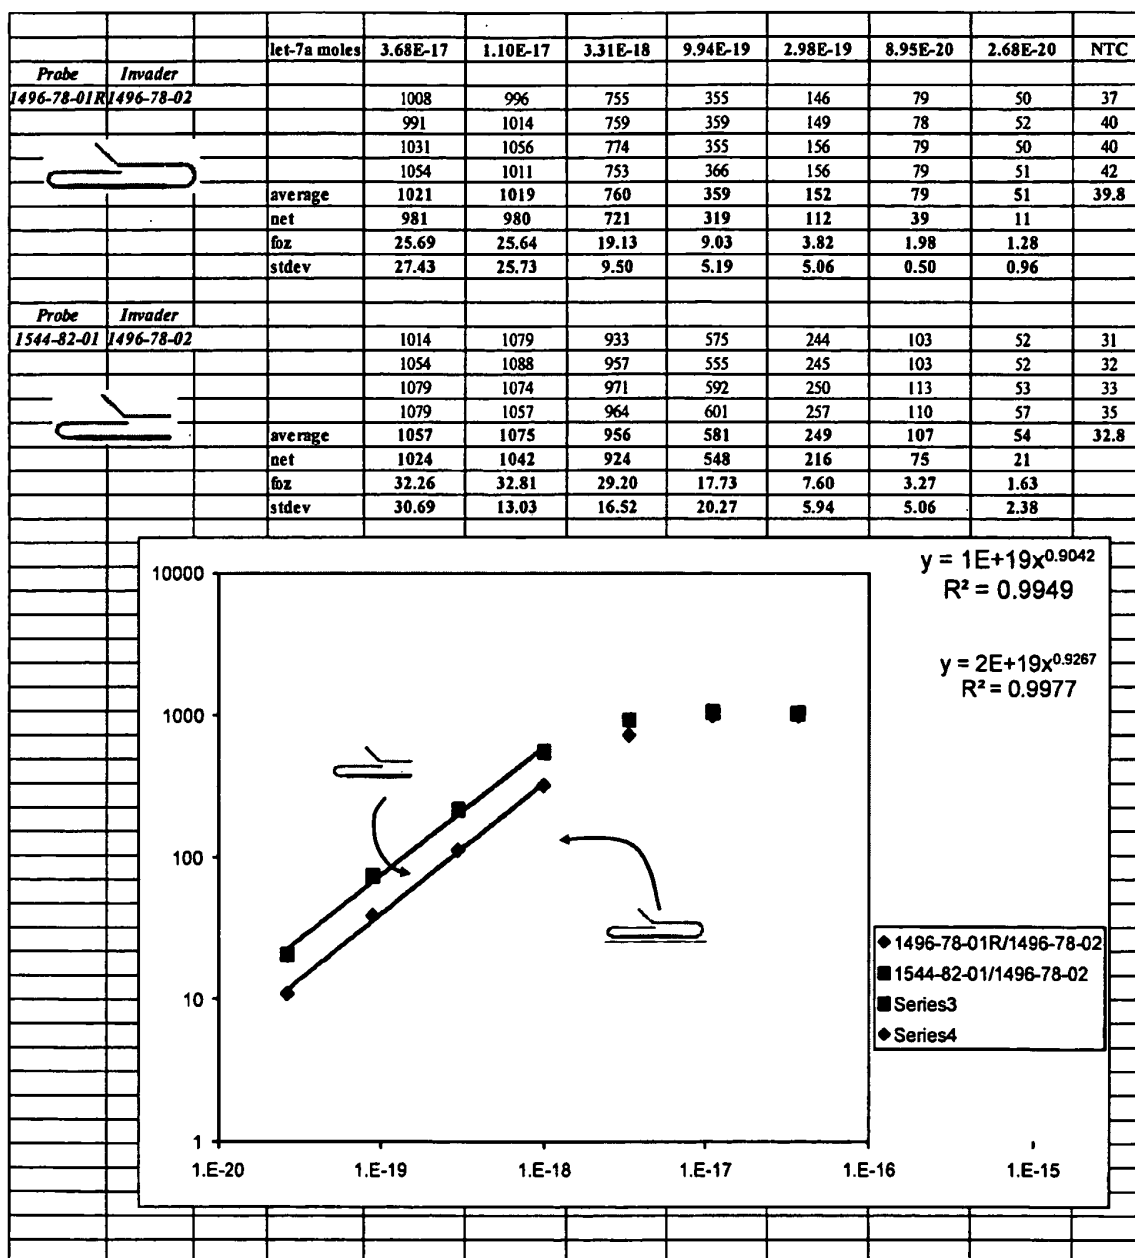 let-7a moles 3.68E-17 1.10E-17 3.31E-18 9.94E-19 2.98E-19 8.95E-20 2.68E-20 NTC
Probe Invader
1496-78-01R 1496-78-02 1008 996 755 355 146 79 50 37
991 1014 759 359 149 78 52 40
1031 1056 774 355 156 79 50 40
1054 1011 753 366 156 79 51 42
average 1021 1019 760 359 152 79 51 39.8
net 981 980 721 319 112 39 11
foz 25.69 25.64 19.13 9.03 3.82 1.98 1.28
stdev 27.43 25.73 9.50 5.19 5.06 0.50 0.96
Probe Invader
1544-82-01 1496-78-02 1014 1079 933 575 244 103 52 31
1054 1088 957 555 245 103 52 32
1079 1074 971 592 250 113 53 33
1079 1057 964 601 257 110 57 35
average 1057 1075 956 581 249 107 54 32.8
net 1024 1042 924 548 216 75 21
foz 32.26 32.81 29.20 17.73 7.60 3.27 1.63
stdev 30.69 13.03 16.52 20.27 5.94 5.06 2.38
y = 1E+19x^0.9042
R² = 0.9949
y = 2E+19x^0.9267
R² = 0.9977
10000
1000
100
10
1
1.E-20 1.E-19 1.E-18 1.E-17 1.E-16 1.E-15
1496-78-01R/1496-78-02
1544-82-01/1496-78-02
Series3
Series4